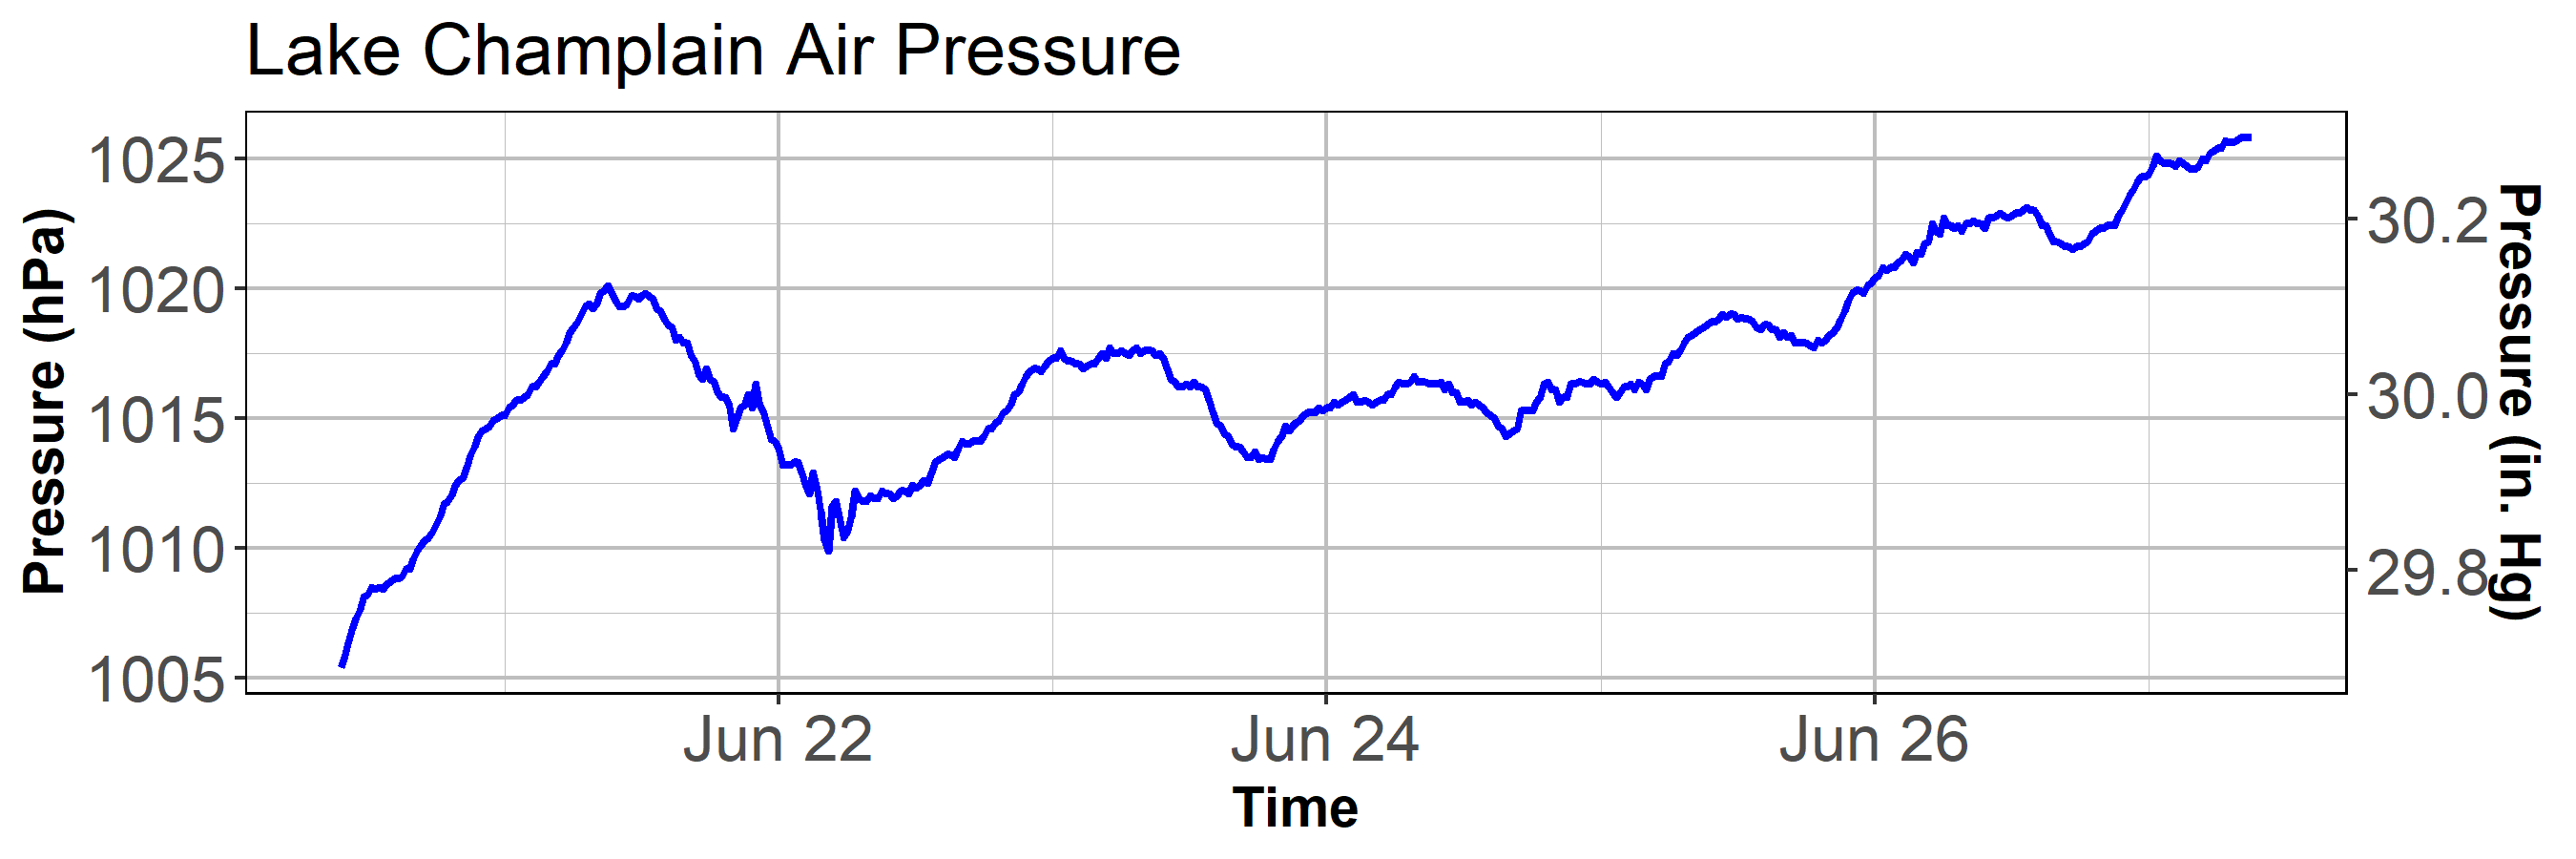 Lake Champlain Air Pressure
Pressure (hPa)
1025
1020
1015
1010
1005
30.2
30.0
29.8
Pressure (in. Hg)
Jun 22
Jun 24
Jun 26
Time